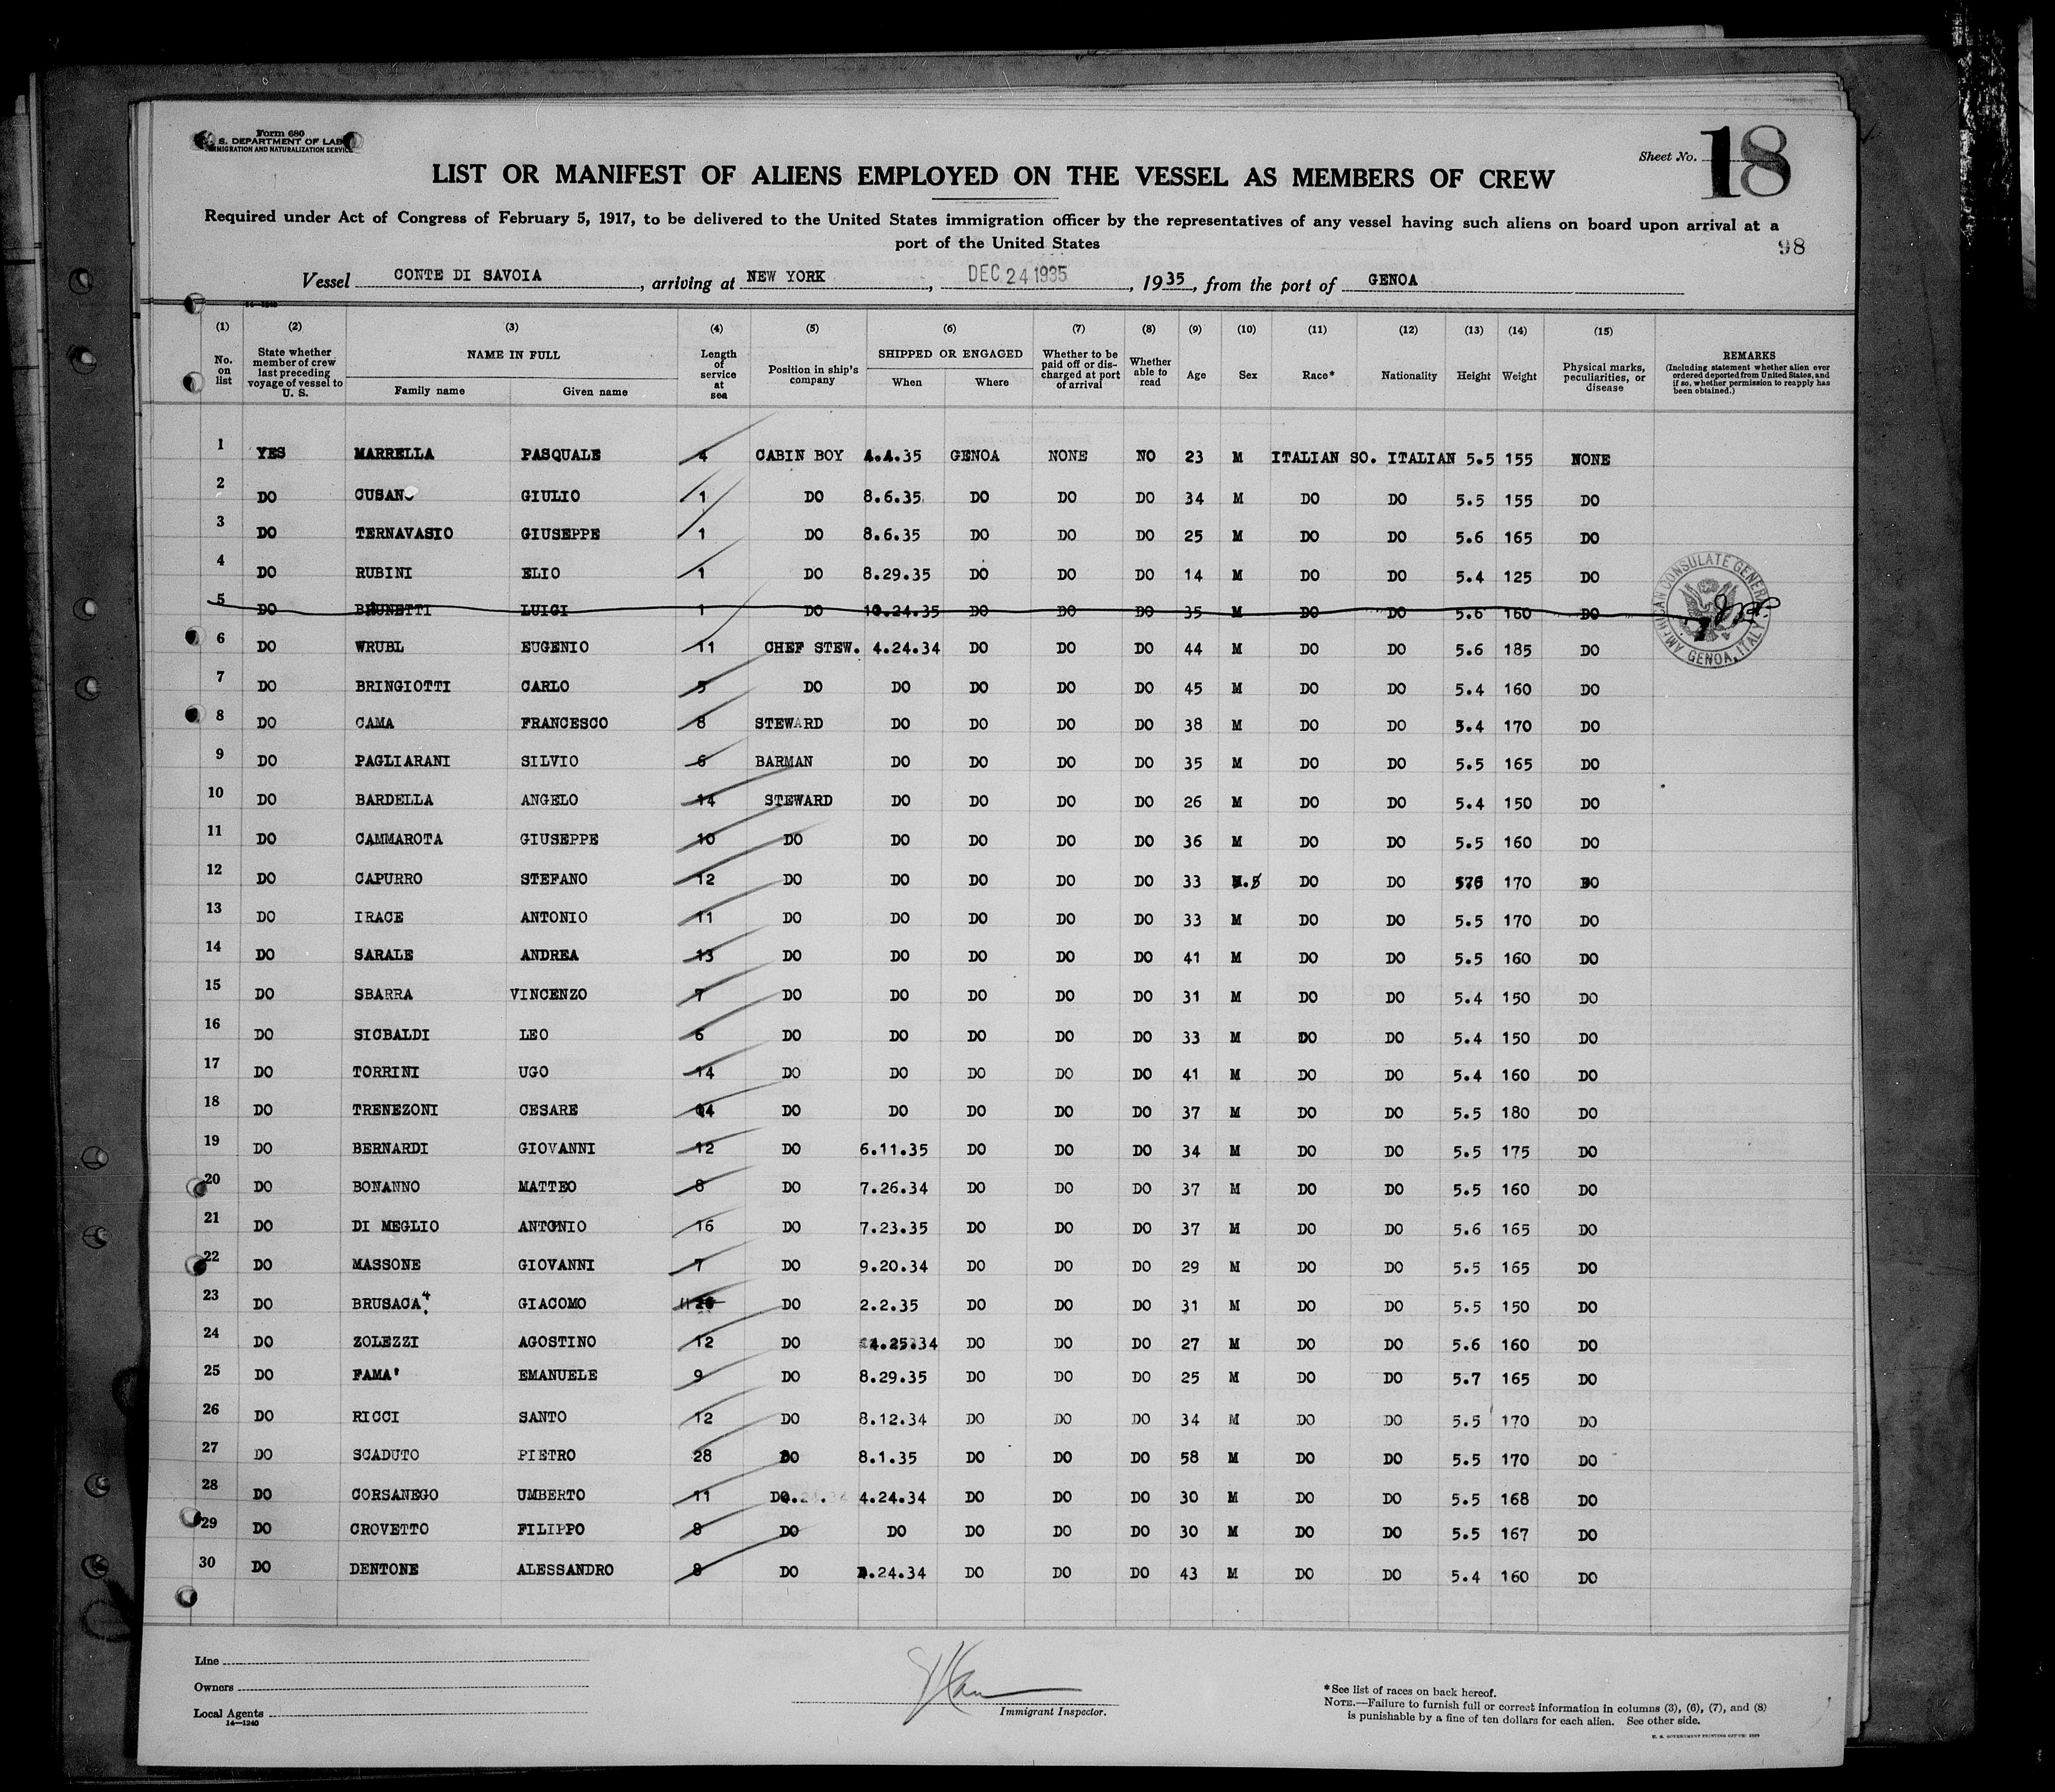 Form 680
S. DEPARTMENT OF LAB
MIGRATION AND NATURALIZATION SERVIC
Sheet No. 18
LIST OR MANIFEST OF ALIENS EMPLOYED ON THE VESSEL AS MEMBERS OF CREW
Required under Act of Congress of February 5, 1917, to be delivered to the United States immigration officer by the representatives of any vessel having such aliens on board upon arrival at a
port of the United States
98
Vessel CONTE DI SAVOIA, arriving at NEW YORK, DEC 24 1935, 1935, from the port of GENOA
(1) (2) (3) (4) (5) (6) (7) (8) (9) (10) (11) (12) (13) (14) (15)
No. on list
State whether member of crew last preceding voyage of vessel to U. S.
NAME IN FULL
Family name Given name
Length of service at sea
Position in ship's company
SHIPPED OR ENGAGED
When Where
Whether to be paid off or discharged at port of arrival
Whether able to read
Age
Sex
Race*
Nationality
Height
Weight
Physical marks, peculiarities, or disease
REMARKS
(Including statement whether alien ever ordered deported from United States, and if so, whether permission to reapply has been obtained.)
1 YES MARRELLA PASQUALE 4 CABIN BOY 4.4.35 GENOA NONE NO 23 M ITALIAN SO. ITALIAN 5.5 155 NONE
2 DO CUSANO GIULIO 1 DO 8.6.35 DO DO DO 34 M DO DO 5.5 155 DO
3 DO TERNAVASIO GIUSEPPE 1 DO 8.6.35 DO DO DO 25 M DO DO 5.6 165 DO
4 DO RUBINI ELIO 1 DO 8.29.35 DO DO DO 14 M DO DO 5.4 125 DO
5 DO BRUNETTI LUIGI 1 DO 10.24.35 DO DO DO 35 M DO DO 5.6 160 DO
AMERICAN CONSULATE GENERAL GENOA, ITALY
6 DO WRUBL EUGENIO 11 CHEF STEW. 4.24.34 DO DO DO 44 M DO DO 5.6 185 DO
7 DO BRINGIOTTI CARLO 5 DO DO DO DO DO 45 M DO DO 5.4 160 DO
8 DO CAMA FRANCESCO 8 STEWARD DO DO DO DO 38 M DO DO 5.4 170 DO
9 DO PAGLIARANI SILVIO 6 BARMAN DO DO DO DO 35 M DO DO 5.5 165 DO
10 DO BARDELLA ANGELO 14 STEWARD DO DO DO DO 26 M DO DO 5.4 150 DO
11 DO CAMMAROTA GIUSEPPE 10 DO DO DO DO DO 36 M DO DO 5.5 160 DO
12 DO CAPURRO STEFANO 12 DO DO DO DO DO 33 DO DO 170 DO
13 DO IRACE ANTONIO 11 DO DO DO DO DO 33 M DO DO 5.5 170 DO
14 DO SARALE ANDREA 13 DO DO DO DO DO 41 M DO DO 5.5 160 DO
15 DO SBARRA VINCENZO 7 DO DO DO DO DO 31 M DO DO 5.4 150 DO
16 DO SICBALDI LEO 6 DO DO DO DO DO 33 M DO DO 5.4 150 DO
17 DO TORRINI UGO 14 DO DO DO DO DO 41 M DO DO 5.4 160 DO
18 DO TRENEZONI CESARE 14 DO DO DO DO DO 37 M DO DO 5.5 180 DO
19 DO BERNARDI GIOVANNI 12 DO 6.11.35 DO DO DO 34 M DO DO 5.5 175 DO
20 DO BONANNO MATTEO 8 DO 7.26.34 DO DO DO 37 M DO DO 5.5 160 DO
21 DO DI MEGLIO ANTONIO 16 DO 7.23.35 DO DO DO 37 M DO DO 5.6 165 DO
22 DO MASSONE GIOVANNI 7 DO 9.20.34 DO DO DO 29 M DO DO 5.5 165 DO
23 DO BRUSACA' GIACOMO 11 DO 2.2.35 DO DO DO 31 M DO DO 5.5 150 DO
24 DO ZOLEZZI AGOSTINO 12 DO 4.25.34 DO DO DO 27 M DO DO 5.6 160 DO
25 DO FAMA' EMANUELE 9 DO 8.29.35 DO DO DO 25 M DO DO 5.7 165 DO
26 DO RICCI SANTO 12 DO 8.12.34 DO DO DO 34 M DO DO 5.5 170 DO
27 DO SCADUTO PIETRO 28 DO 8.1.35 DO DO DO 58 M DO DO 5.5 170 DO
28 DO CORSANEGO UMBERTO 11 DO 4.24.34 DO DO DO 30 M DO DO 5.5 168 DO
29 DO CROVETTO FILIPPO 8 DO DO DO DO DO 30 M DO DO 5.5 167 DO
30 DO DENTONE ALESSANDRO 8 DO 4.24.34 DO DO DO 43 M DO DO 5.4 160 DO
Line
Owners
Local Agents
14—1240
Immigrant Inspector.
*See list of races on back hereof.
NOTE.—Failure to furnish full or correct information in columns (3), (6), (7), and (8)
is punishable by a fine of ten dollars for each alien. See other side.
U. S. GOVERNMENT PRINTING OFFICE